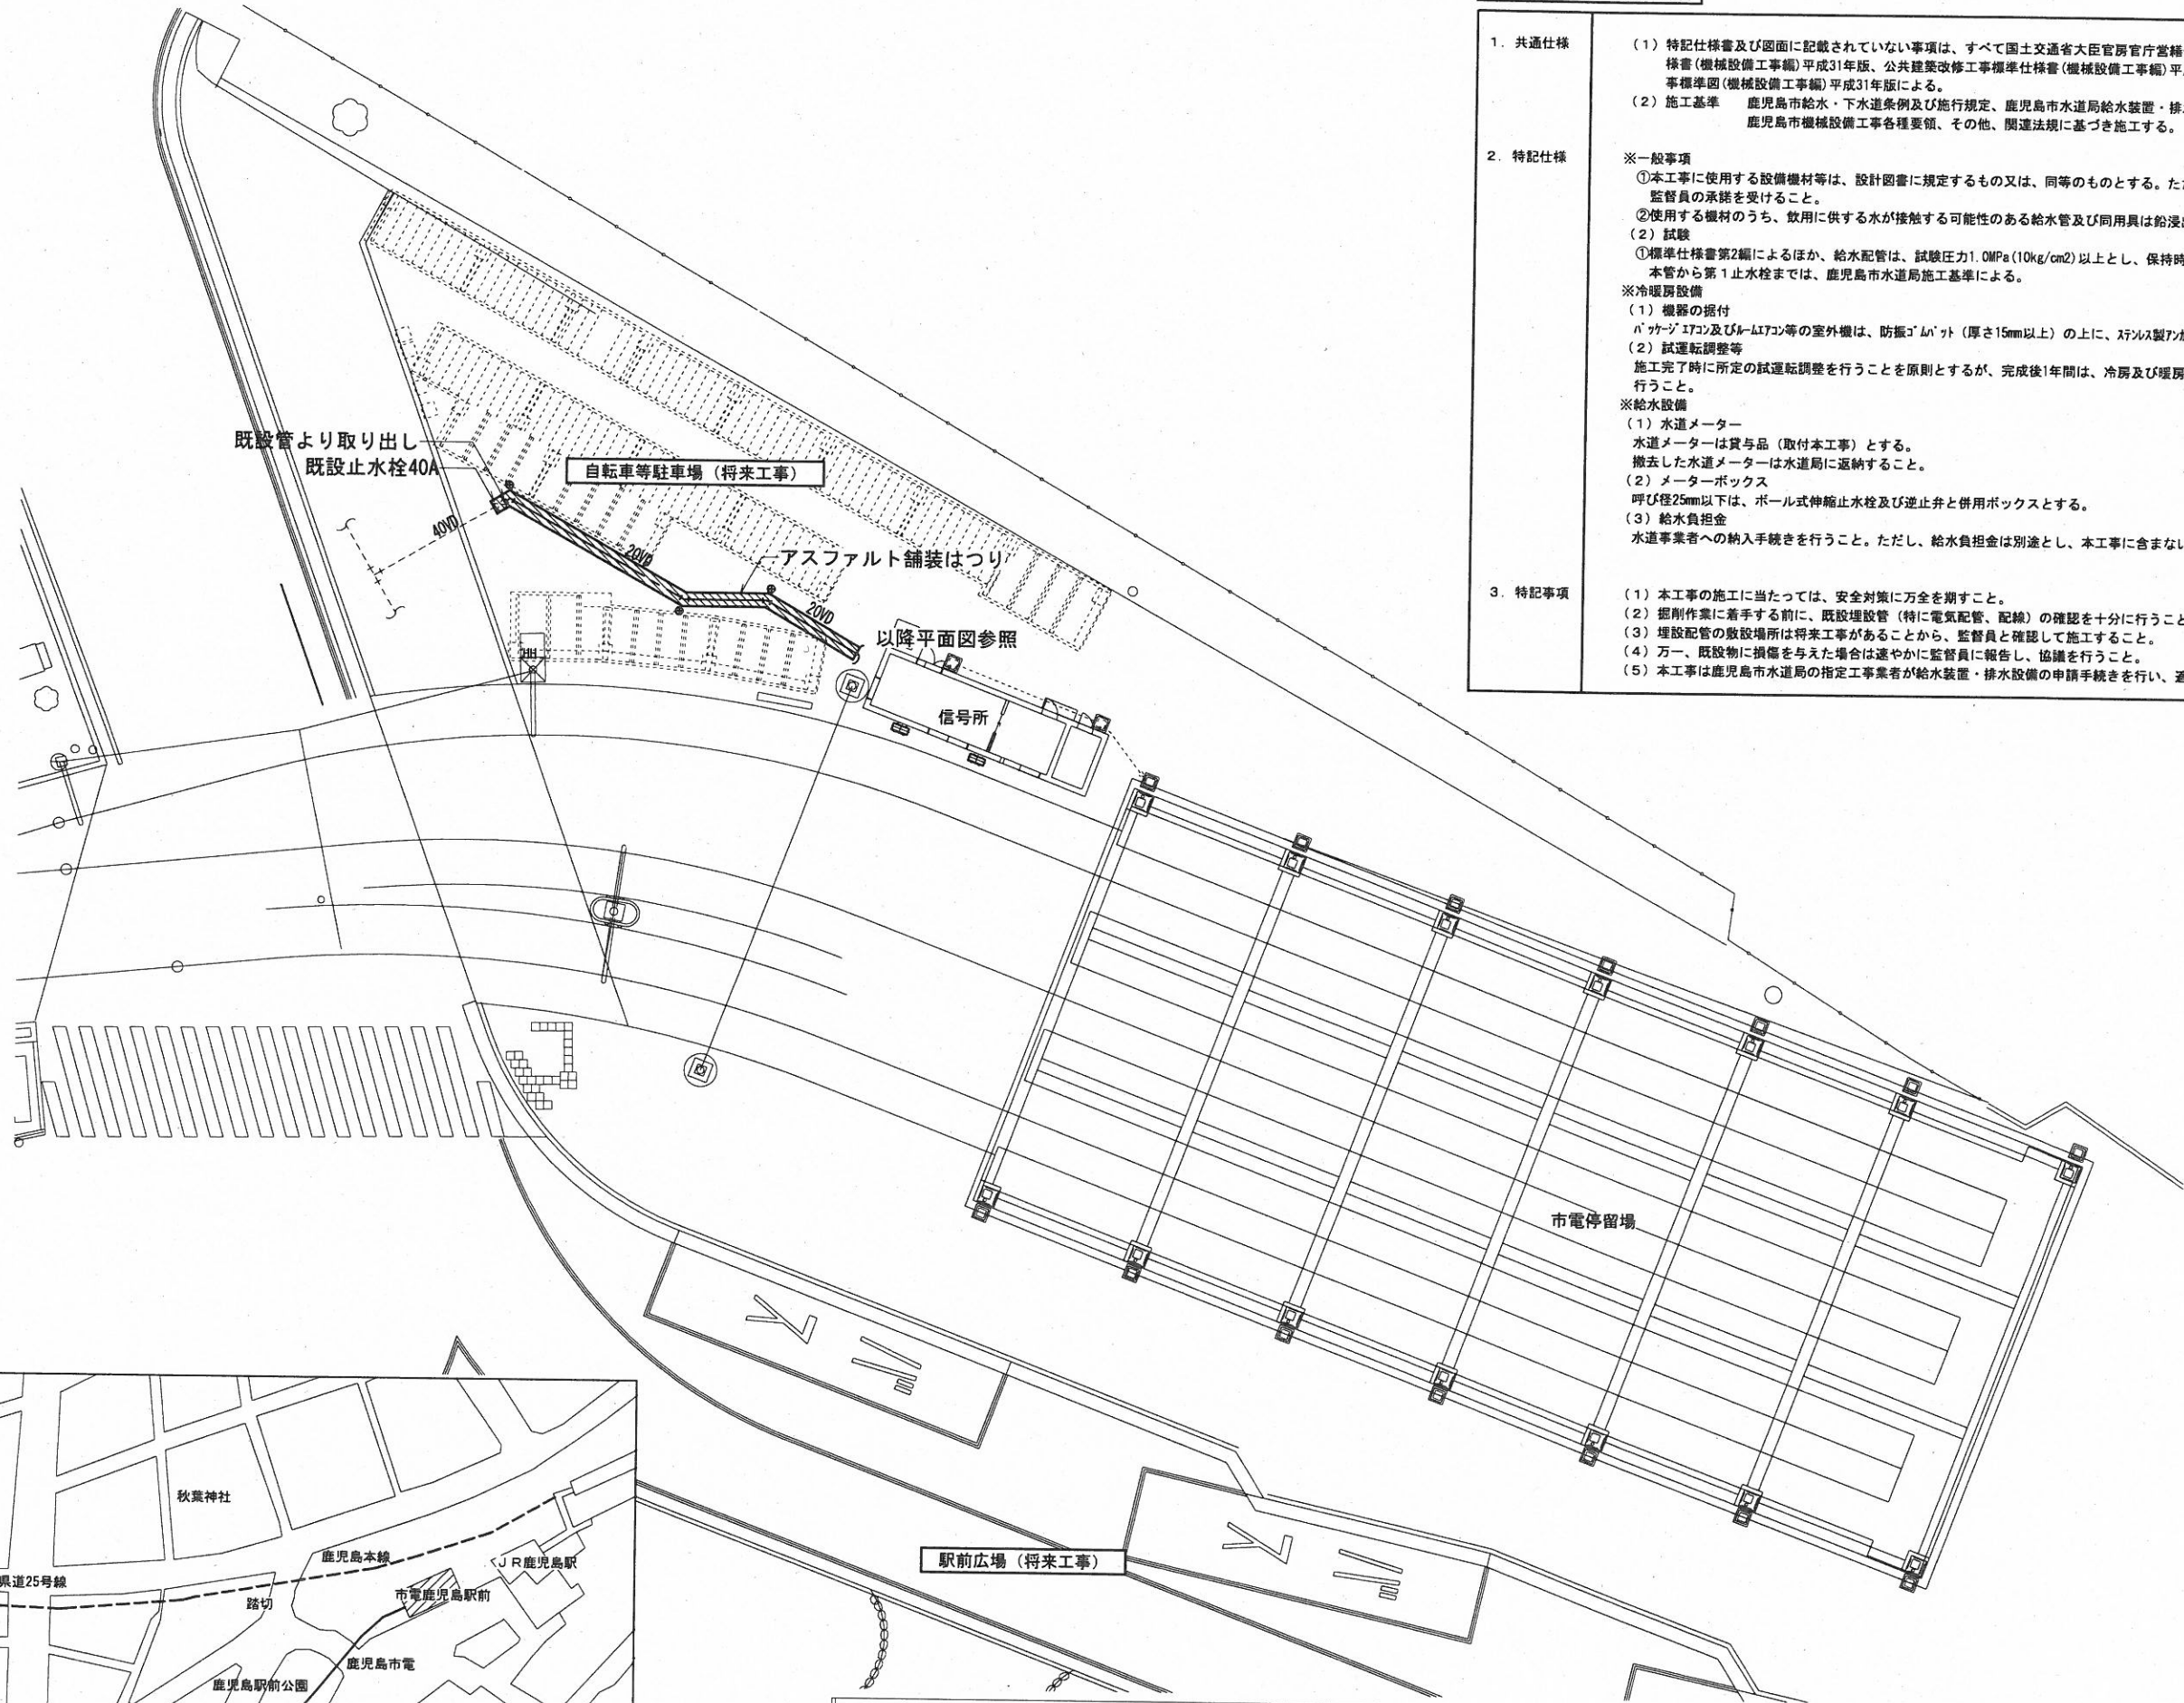 1. 共通仕様
(1) 特記仕様書及び図面に記載されていない事項は、すべて国土交通省大臣官房官庁営繕
様書(機械設備工事編)平成31年版、公共建築改修工事標準仕様書(機械設備工事編)平
事標準図(機械設備工事編)平成31年版による。
(2) 施工基準 鹿児島市給水・下水道条例及び施行規定、鹿児島市水道局給水装置・排
鹿児島市機械設備工事各種要領、その他、関連法規に基づき施工する。
2. 特記仕様
※一般事項
①本工事に使用する設備機材等は、設計図書に規定するもの又は、同等のものとする。た
監督員の承諾を受けること。
②使用する機材のうち、飲用に供する水が接触する可能性のある給水管及び同用具は鉛浸
(2) 試験
①標準仕様書第2編によるほか、給水配管は、試験圧力1.0MPa(10kg/cm2)以上とし、保持時
本管から第1止水栓までは、鹿児島市水道局施工基準による。
※冷暖房設備
(1) 機器の据付
パッケージエアコン及びルームエアコン等の室外機は、防振ゴムパット(厚さ15mm以上)の上に、ステンレス製アン
(2) 試運転調整等
施工完了時に所定の試運転調整を行うことを原則とするが、完成後1年間は、冷房及び暖房
行うこと。
※給水設備
(1) 水道メーター
水道メーターは貸与品(取付本工事)とする。
撤去した水道メーターは水道局に返納すること。
(2) メーターボックス
呼び径25mm以下は、ボール式伸縮止水栓及び逆止弁と併用ボックスとする。
(3) 給水負担金
水道事業者への納入手続きを行うこと。ただし、給水負担金は別途とし、本工事に含まない
3. 特記事項
(1) 本工事の施工に当たっては、安全対策に万全を期すこと。
(2) 掘削作業に着手する前に、既設埋設管(特に電気配管、配線)の確認を十分に行うこと
(3) 埋設配管の敷設場所は将来工事があることから、監督員と確認して施工すること。
(4) 万一、既設物に損傷を与えた場合は速やかに監督員に報告し、協議を行うこと。
(5) 本工事は鹿児島市水道局の指定工事業者が給水装置・排水設備の申請手続きを行い、適
既設管より取り出し
既設止水栓40A
自転車等駐車場(将来工事)
40VD
20VD
アスファルト舗装はつり
20VD
以降平面図参照
HH
信号所
市電停留場
駅前広場(将来工事)
秋葉神社
鹿児島本線
JR鹿児島駅
県道25号線
踏切
市電鹿児島駅前
鹿児島市電
鹿児島駅前公園